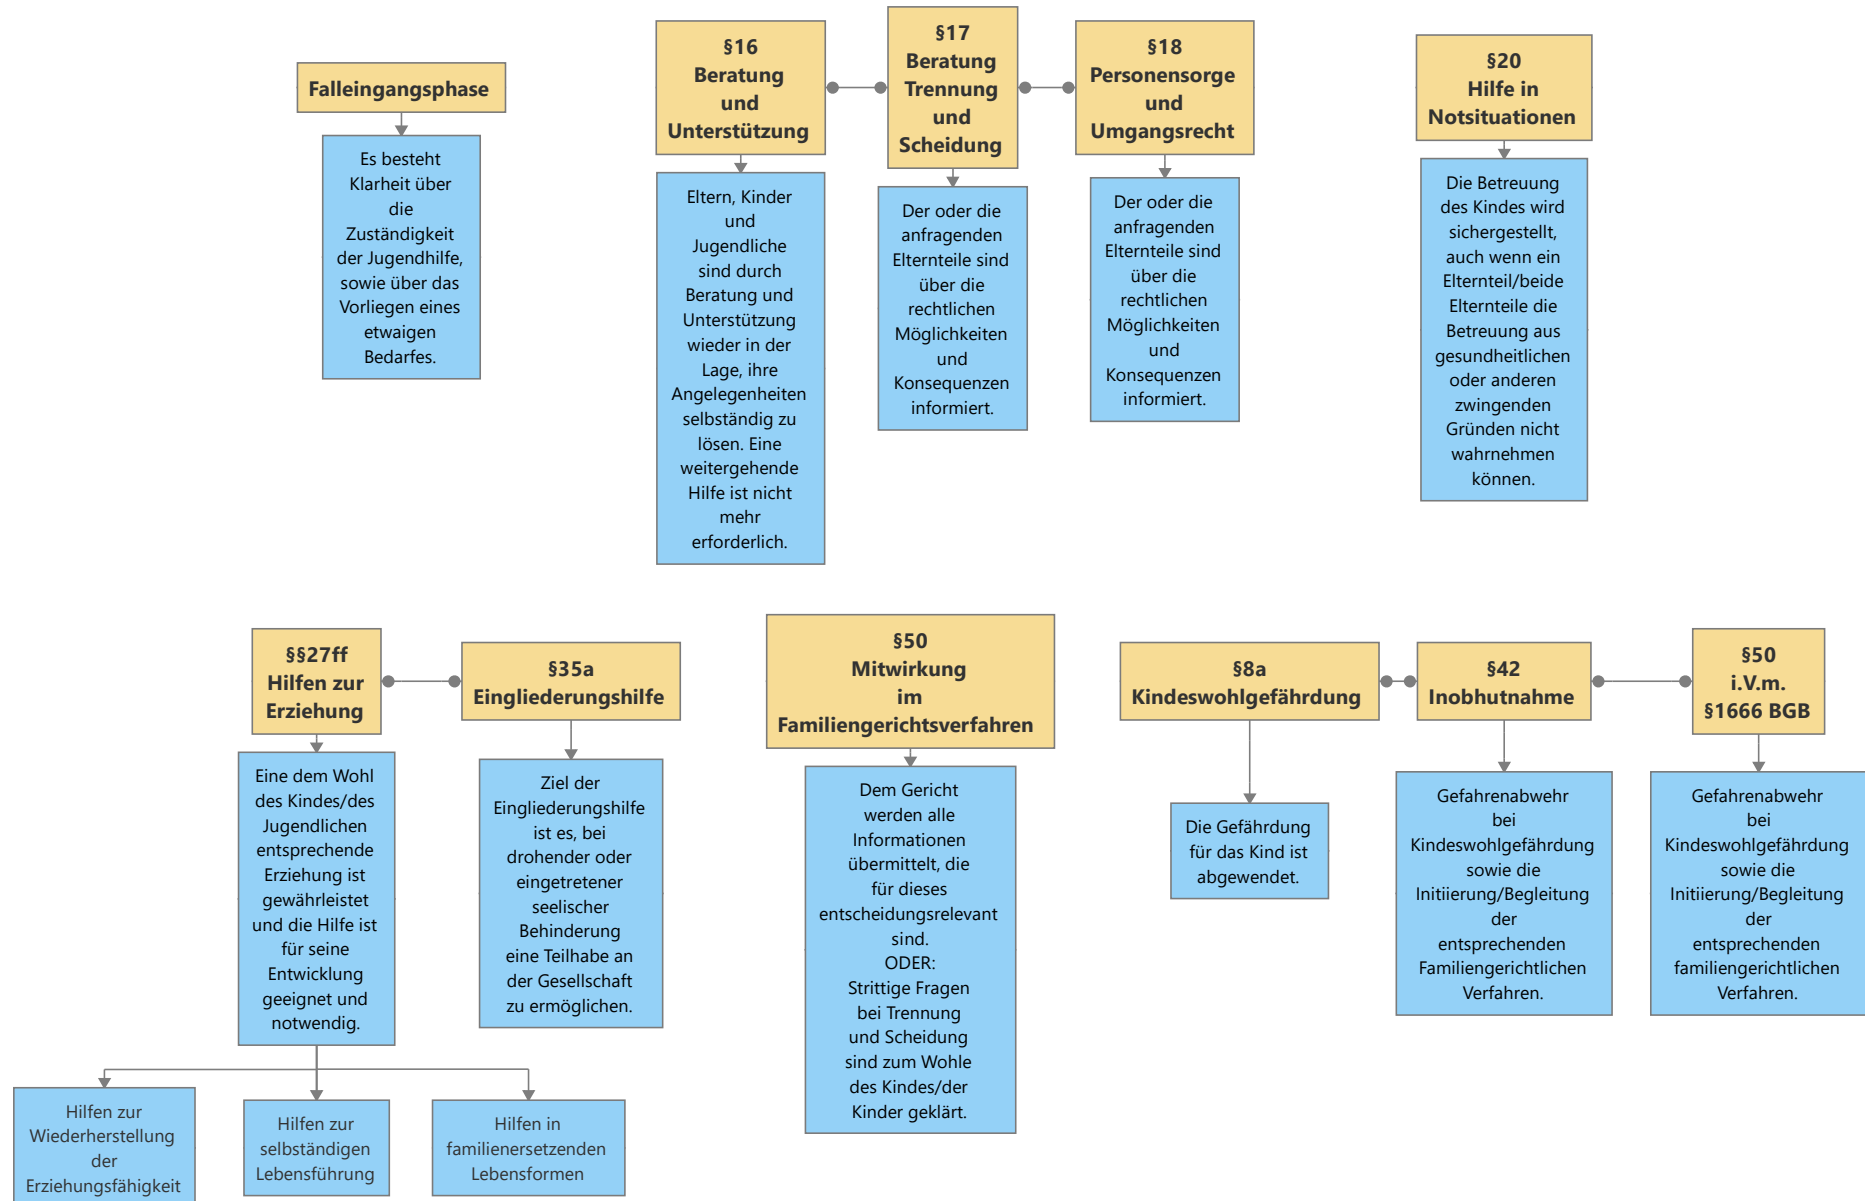 Falleingangsphase
Es besteht
Klarheit über
die
Zuständigkeit
der Jugendhilfe,
sowie über das
Vorliegen eines
etwaigen
Bedarfes.
§16
Beratung
und
Unterstützung
Eltern, Kinder
und
Jugendliche
sind durch
Beratung und
Unterstützung
wieder in der
Lage, ihre
Angelegenheiten
selbständig zu
lösen. Eine
weitergehende
Hilfe ist nicht
mehr
erforderlich.
§17
Beratung
Trennung
und
Scheidung
Der oder die
anfragenden
Elternteile sind
über die
rechtlichen
Möglichkeiten
und
Konsequenzen
informiert.
§18
Personensorge
und
Umgangsrecht
Der oder die
anfragenden
Elternteile sind
über die
rechtlichen
Möglichkeiten
und
Konsequenzen
informiert.
§20
Hilfe in
Notsituationen
Die Betreuung
des Kindes wird
sichergestellt,
auch wenn ein
Elternteil/beide
Elternteile die
Betreuung aus
gesundheitlichen
oder anderen
zwingenden
Gründen nicht
wahrnehmen
können.
§§27ff
Hilfen zur
Erziehung
Eine dem Wohl
des Kindes/des
Jugendlichen
entsprechende
Erziehung ist
gewährleistet
und die Hilfe ist
für seine
Entwicklung
geeignet und
notwendig.
Hilfen zur
Wiederherstellung
der
Erziehungsfähigkeit
Hilfen zur
selbständigen
Lebensführung
Hilfen in
familienersetzenden
Lebensformen
§35a
Eingliederungshilfe
Ziel der
Eingliederungshilfe
ist es, bei
drohender oder
eingetretener
seelischer
Behinderung
eine Teilhabe an
der Gesellschaft
zu ermöglichen.
§50
Mitwirkung
im
Familiengerichtsverfahren
Dem Gericht
werden alle
Informationen
übermittelt, die
für dieses
entscheidungsrelevant
sind.
ODER:
Strittige Fragen
bei Trennung
und Scheidung
sind zum Wohle
des Kindes/der
Kinder geklärt.
§8a
Kindeswohlgefährdung
Die Gefährdung
für das Kind ist
abgewendet.
§42
Inobhutnahme
Gefahrenabwehr
bei
Kindeswohlgefährdung
sowie die
Initiierung/Begleitung
der
entsprechenden
Familiengerichtlichen
Verfahren.
§50
i.V.m.
§1666 BGB
Gefahrenabwehr
bei
Kindeswohlgefährdung
sowie die
Initiierung/Begleitung
der
entsprechenden
familiengerichtlichen
Verfahren.